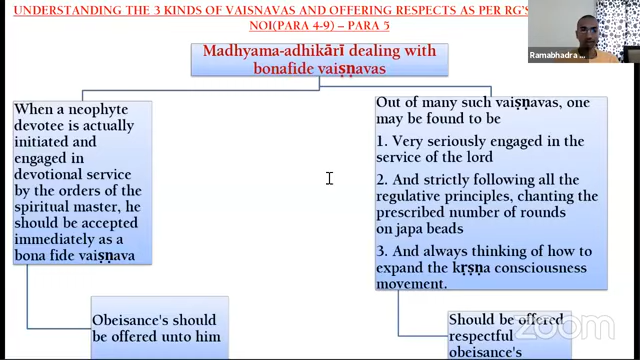 UNDERSTANDING THE 3 KINDS OF VAISNAVAS AND OFFERING RESPECTS AS PER RG'S
NOI(PARA 4-9) – PARA 5
Ramabhadra
Madhyama-adhikārī dealing with
bonafide vaiṣṇavas
When a neophyte
devotee is actually
initiated and
engaged in
devotional service
by the orders of the
spiritual master, he
should be accepted
immediately as a
bona fide vaiṣṇava
Obeisance's should
be offered unto him
Out of many such vaiṣṇavas, one
may be found to be
1. Very seriously engaged in the
service of the lord
2. And strictly following all the
regulative principles, chanting the
prescribed number of rounds
on japa beads
3. And always thinking of how to
expand the kṛṣṇa consciousness
movement.
Should be offered
respectful
obeisance's
zoom